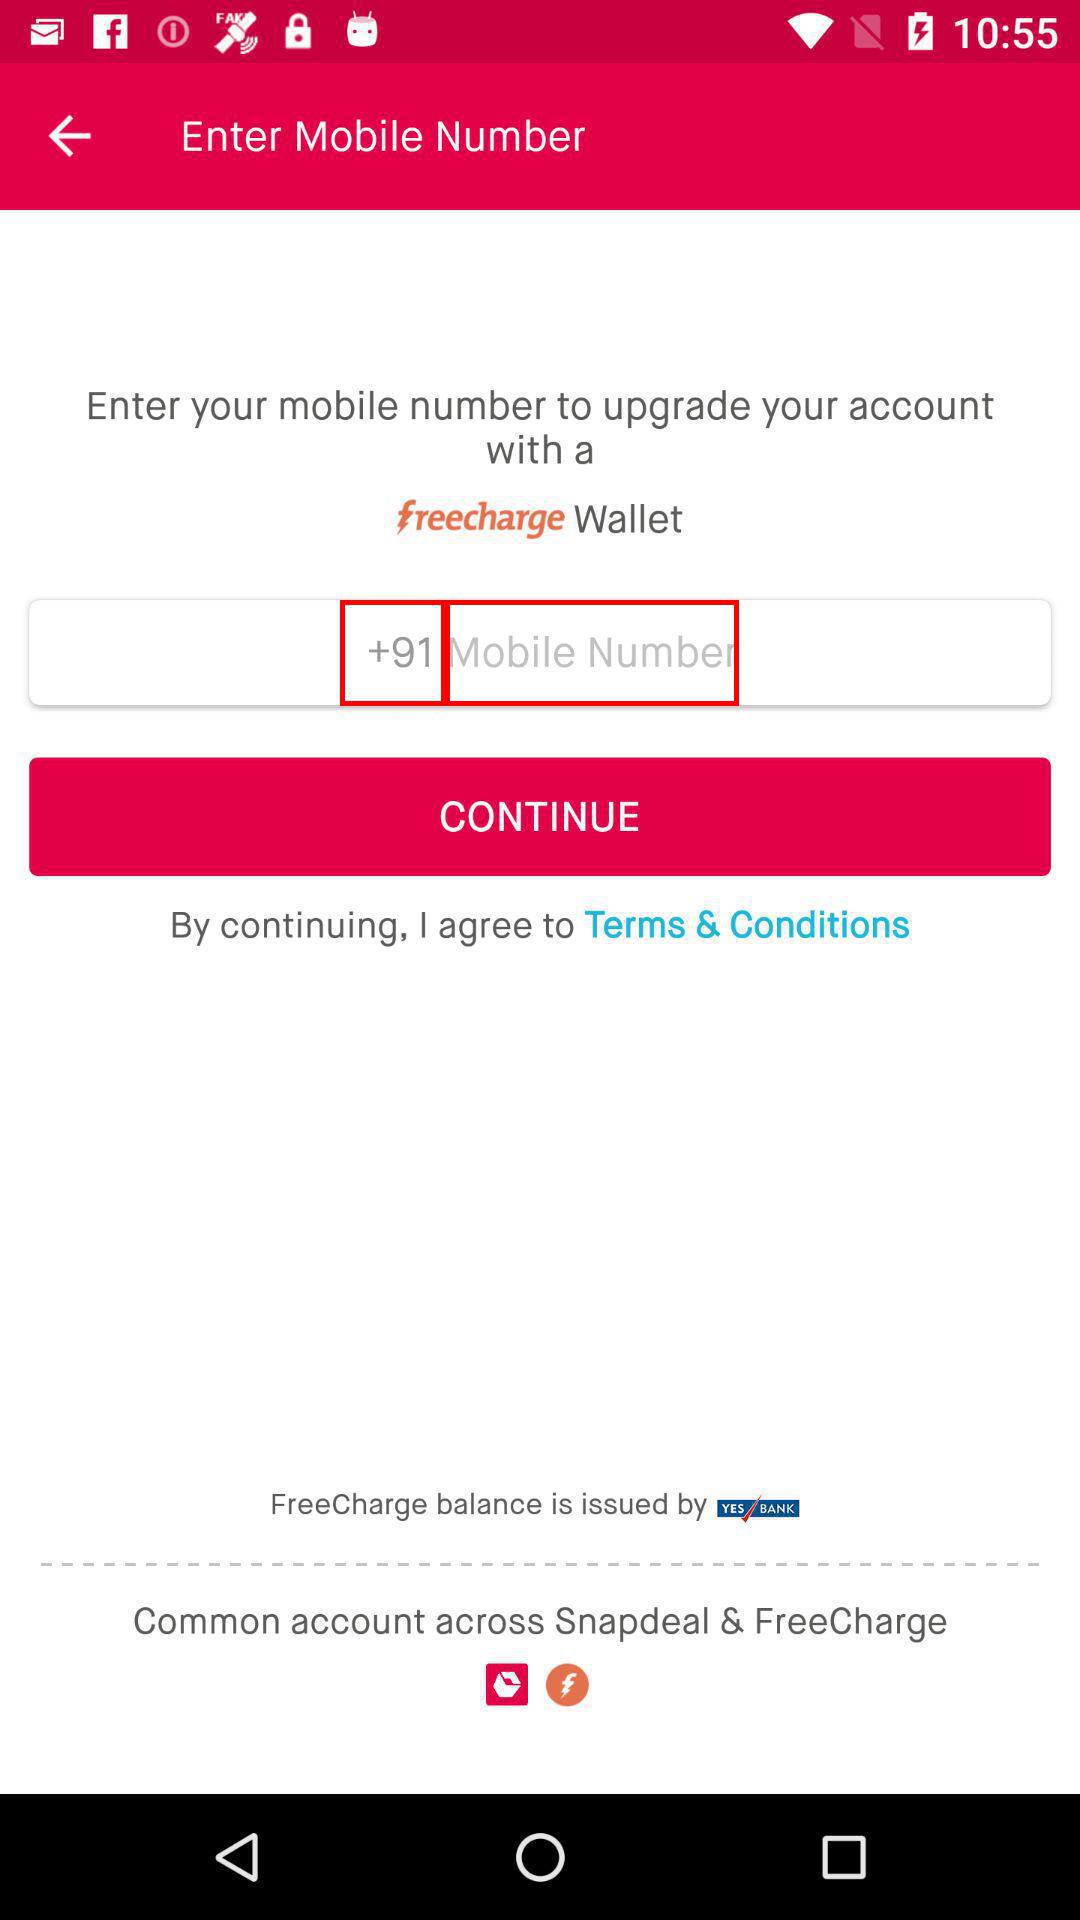 FAKE
10:55
Enter Mobile Number
Enter your mobile number to upgrade your account
with a
freecharge Wallet
+91 Mobile Number
CONTINUE
By continuing, I agree to Terms & Conditions
FreeCharge balance is issued by YES BANK
Common account across Snapdeal & FreeCharge